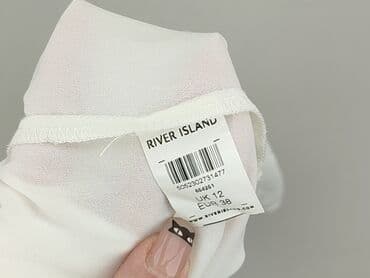 RIVER ISLAND
5052302731477
UK 12
EUR 38